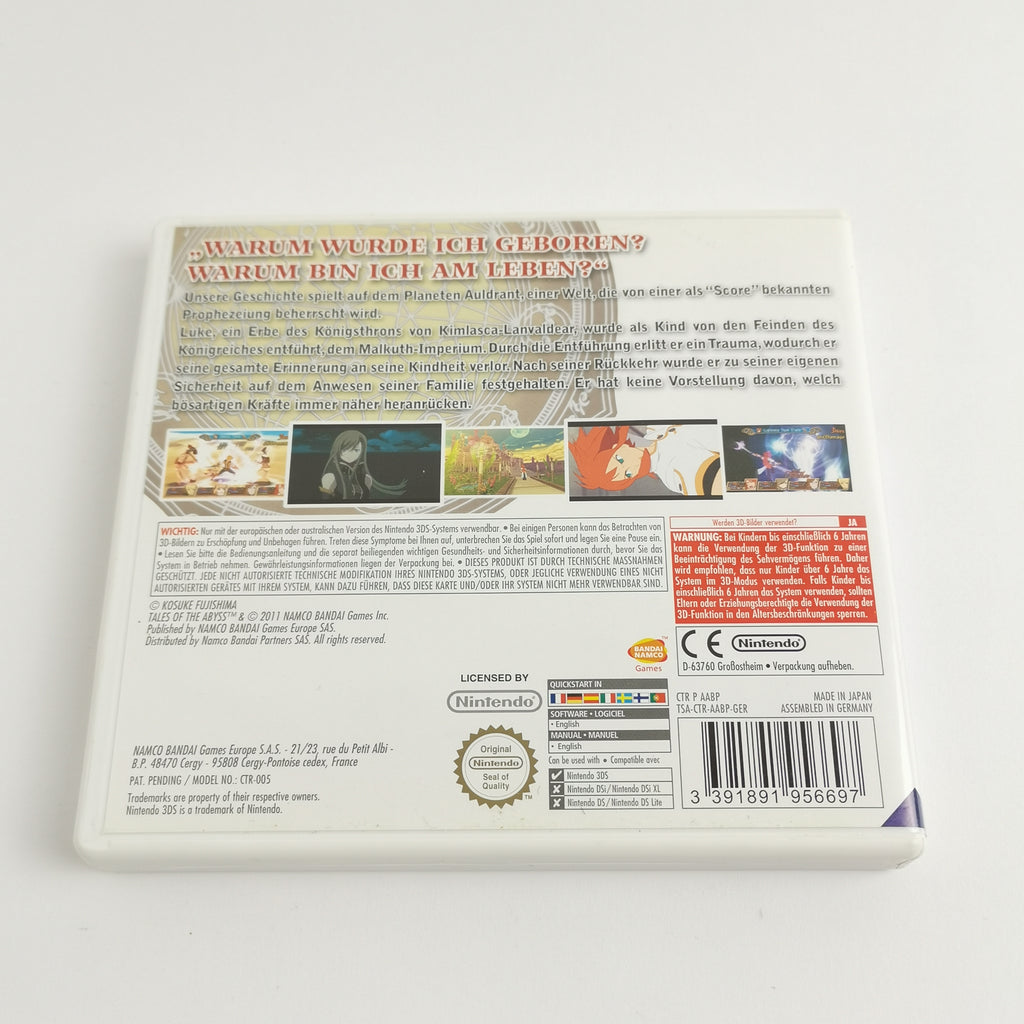 „WARUM WURDE ICH GEBOREN?
WARUM BIN ICH AM LEBEN?“
Unsere Geschichte spielt auf dem Planeten Auldrant, einer Welt, die von einer als “Score” bekannten
Prophezeiung beherrscht wird.
Luke, ein Erbe des Königsthrons von Kimlasca-Lanvaldear, wurde als Kind von den Feinden des
Königreiches entführt, dem Malkuth-Imperium. Durch die Entführung erlitt er ein Trauma, wodurch er
seine gesamte Erinnerung an seine Kindheit verlor. Nach seiner Rückkehr wurde er zu seiner eigenen
Sicherheit auf dem Anwesen seiner Familie festgehalten. Er hat keine Vorstellung davon, welch
bösartigen Kräfte immer näher heranrücken.
WICHTIG: Nur mit der europäischen oder australischen Version des Nintendo 3DS-Systems verwendbar. • Bei einigen Personen kann das Betrachten von
3D-Bildern zu Erschöpfung und Unbehagen führen. Treten diese Symptome bei Ihnen auf, unterbrechen Sie das Spiel sofort und legen Sie eine Pause ein.
• Lesen Sie bitte die Bedienungsanleitung und die separat beiliegenden wichtigen Gesundheits- und Sicherheitsinformationen durch, bevor Sie das
System in Betrieb nehmen. Gewährleistungsinformationen liegen der Verpackung bei. • DIESES PRODUKT IST DURCH TECHNISCHE MASSNAHMEN
GESCHÜTZT. JEDE NICHT AUTORISIERTE TECHNISCHE MODIFIKATION IHRES NINTENDO 3DS-SYSTEMS, ODER JEGLICHE VERWENDUNG EINES NICHT
AUTORISIERTEN GERÄTES MIT IHREM SYSTEM, KANN DAZU FÜHREN, DASS DIESE KARTE UND/ODER IHR SYSTEM NICHT MEHR VERWENDBAR SIND.
Werden 3D-Bilder verwendet? JA
WARNUNG: Bei Kindern bis einschließlich 6 Jahren
kann die Verwendung der 3D-Funktion zu einer
Beeinträchtigung des Sehvermögens führen. Daher
wird empfohlen, dass nur Kinder über 6 Jahre das
System im 3D-Modus verwenden. Falls Kinder bis
einschließlich 6 Jahren das System verwenden, sollten
Eltern oder Erziehungsberechtigte die Verwendung der
3D-Funktion in den Altersbeschränkungen sperren.
© KOSUKE FUJISHIMA
TALES OF THE ABYSS™ & © 2011 NAMCO BANDAI Games Inc.
Published by NAMCO BANDAI Games Europe SAS.
Distributed by Namco Bandai Partners SAS. All rights reserved.
BANDAI
NAMCO
Games
™
CE Nintendo
D-63760 Großostheim • Verpackung aufheben.
LICENSED BY
Nintendo
QUICKSTART IN
SOFTWARE • LOGICIEL
• English
MANUAL • MANUEL
• English
Can be used with • Compatible avec
Nintendo 3DS
Nintendo DSi/Nintendo DSi XL
Nintendo DS/Nintendo DS Lite
Original
Nintendo
Seal of
Quality
™
CTR P AABP
TSA-CTR-AABP-GER
MADE IN JAPAN
ASSEMBLED IN GERMANY
3 391891 956697
NAMCO BANDAI Games Europe S.A.S. - 21/23, rue du Petit Albi -
B.P. 48470 Cergy - 95808 Cergy-Pontoise cedex, France
PAT. PENDING / MODEL NO.: CTR-005
Trademarks are property of their respective owners.
Nintendo 3DS is a trademark of Nintendo.